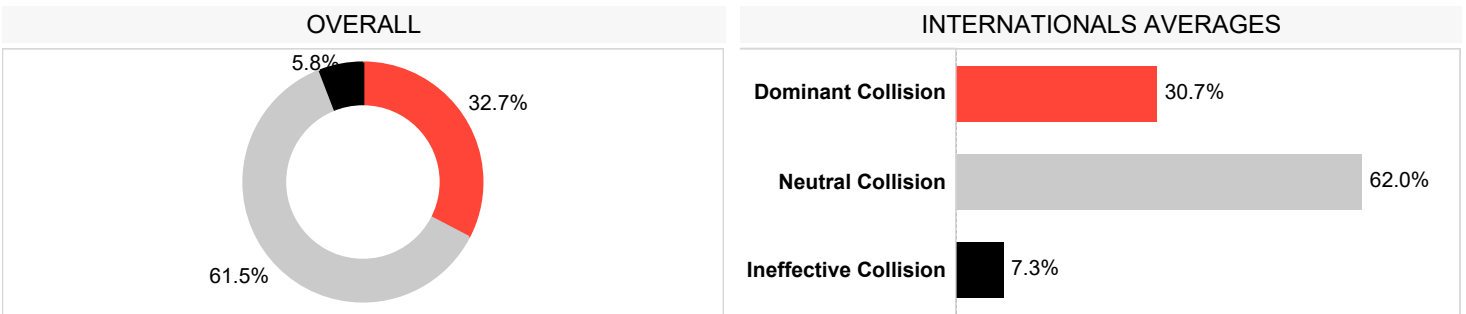 OVERALL
5.8%
32.7%
61.5%
INTERNATIONALS AVERAGES
Dominant Collision 30.7%
Neutral Collision 62.0%
Ineffective Collision 7.3%